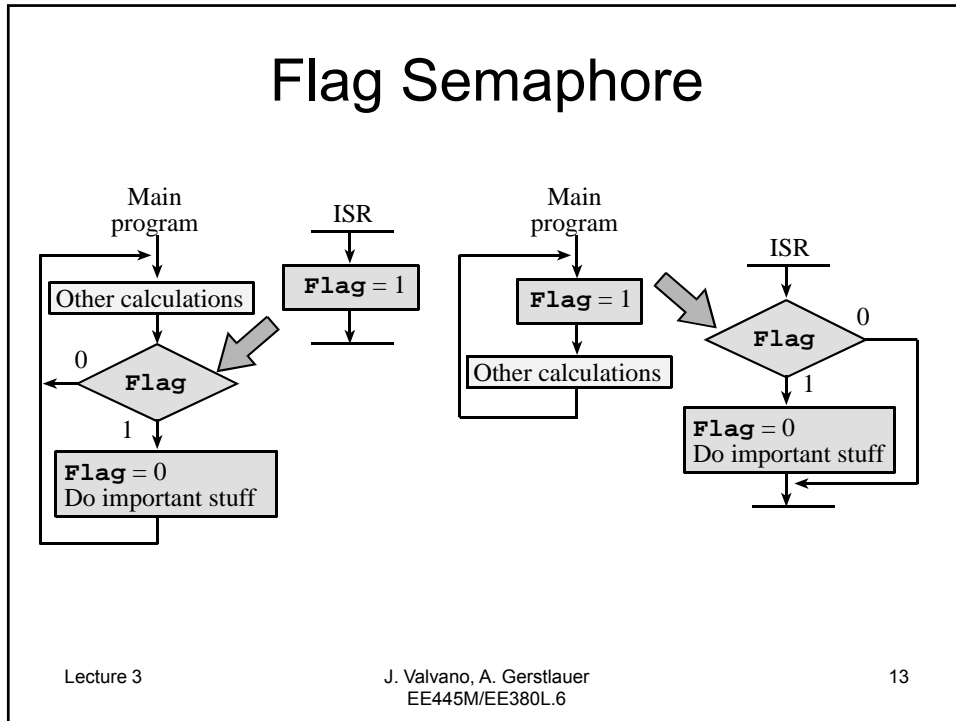 Flag Semaphore
Main
program
Other calculations
0
Flag
1
Flag = 0
Do important stuff
ISR
Flag = 1
Main
program
Flag = 1
Other calculations
ISR
0
Flag
1
Flag = 0
Do important stuff
Lecture 3
J. Valvano, A. Gerstlauer
EE445M/EE380L.6
13